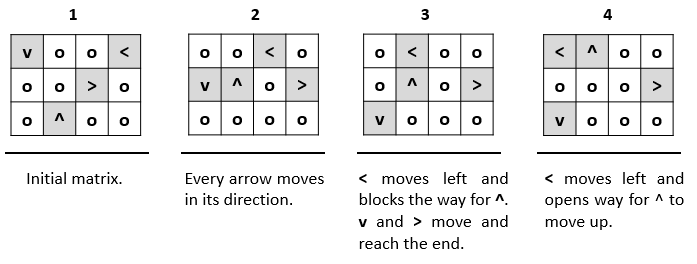 1 2 3 4
v o o < o o < o o < o o < ^ o o
o o > o v ^ o > o ^ o > o o o >
o ^ o o o o o o v o o o v o o o
Initial matrix. Every arrow moves < moves left and < moves left and
in its direction. blocks the way for ^. opens way for ^ to
v and > move and move up.
reach the end.